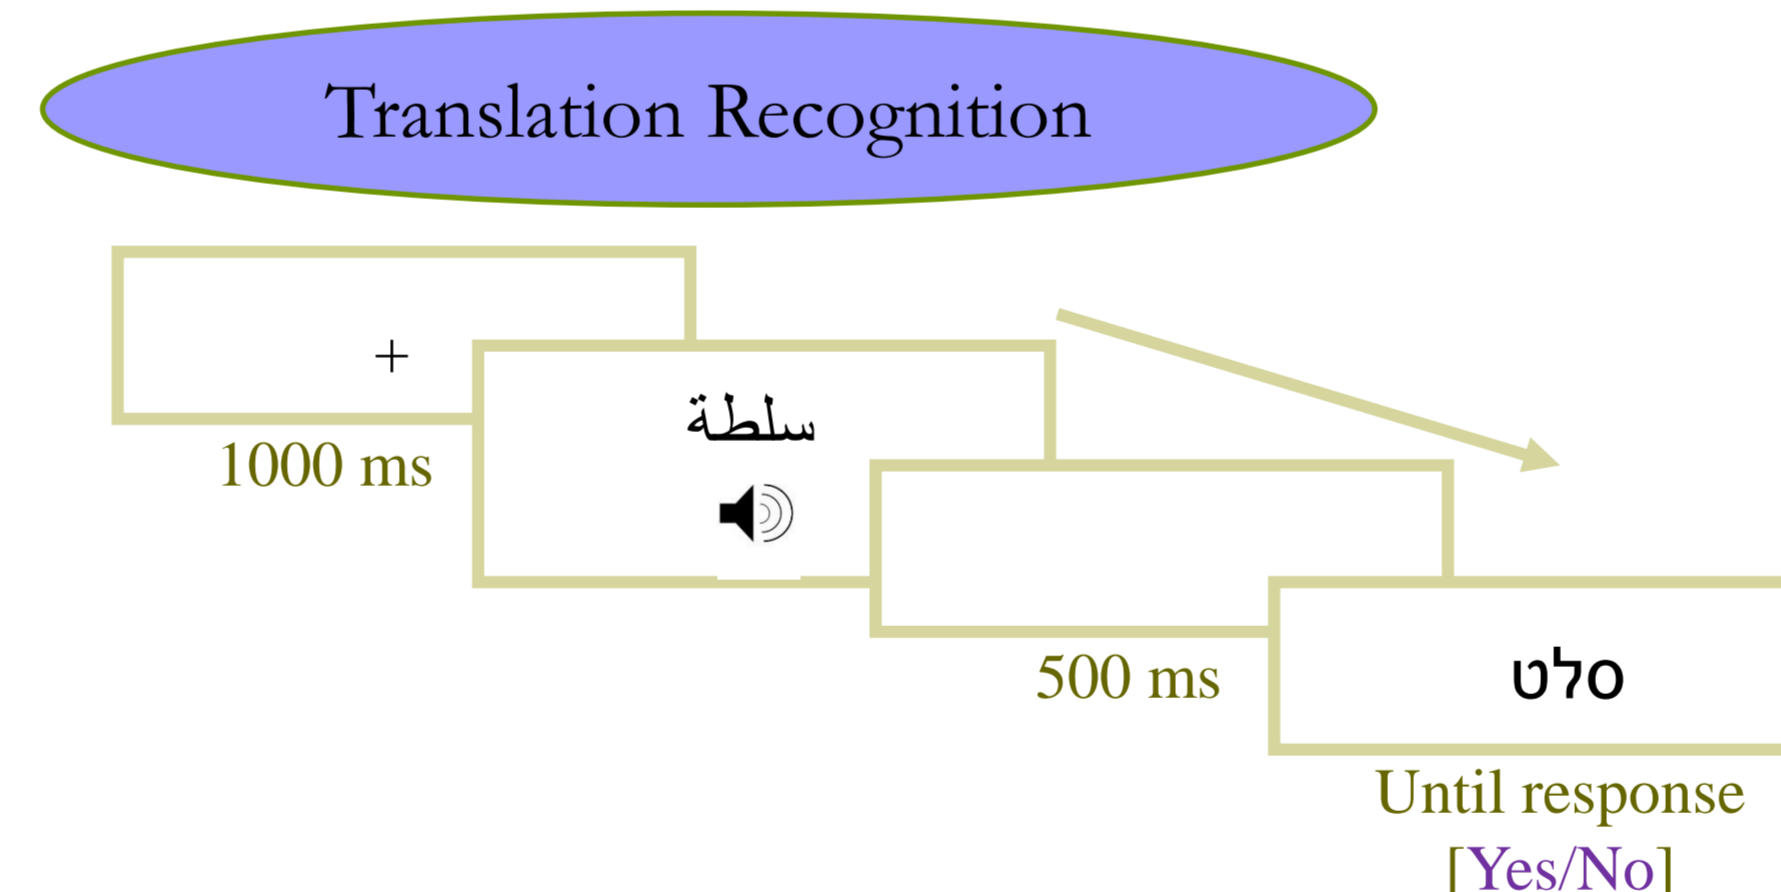 Translation Recognition
+
1000 ms
سلطة
500 ms
סלט
Until response
[Yes/No]